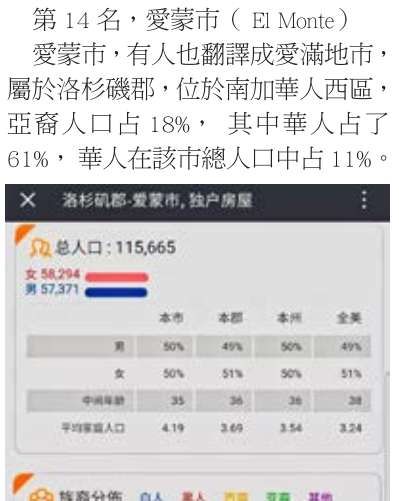 第 14 名，愛蒙市（ El Monte）
愛蒙市，有人也翻譯成愛滿地市，
屬於洛杉磯郡，位於南加華人西區，
亞裔人口占 18%， 其中華人占了
61%， 華人在該市總人口中占 11%。
洛杉矶郡-爱蒙市, 独户房屋
总人口 : 115,665
女 58,294
男 57,371
本市 本郡 本州 全美
男 50% 49% 50% 49%
女 50% 51% 50% 51%
中间年龄 35 36 36 38
平均家庭人口 4.19 3.69 3.54 3.24
族裔分佈 白人 黑人 西裔 亚裔 其他